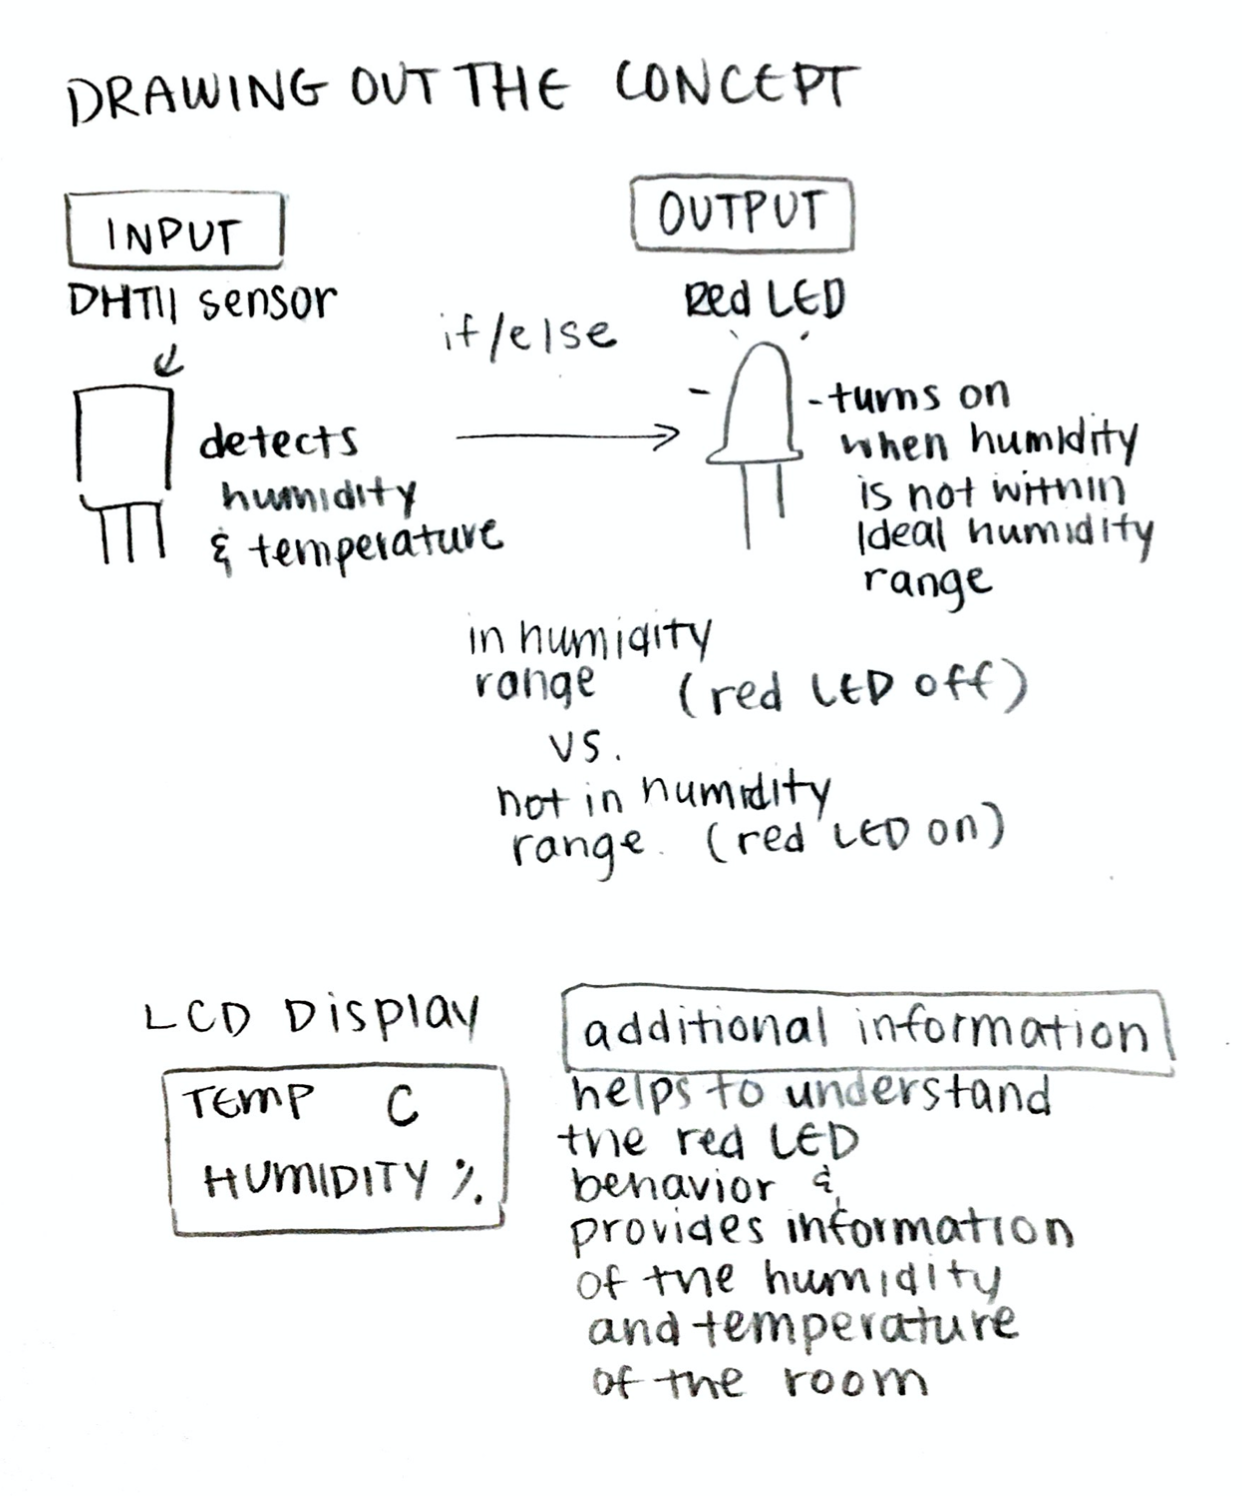 DRAWING OUT THE CONCEPT
INPUT
DHT11 sensor
detects
humidity
& temperature
if/else
OUTPUT
Red LED
- turns on
when humidity
is not within
Ideal humidity
range
in humidity
range (red LED off)
vs.
not in humidity
range. (red LED on)
LCD Display
TEMP C
HUMIDITY %
additional information
helps to understand
the red LED
behavior &
provides information
of the humidity
and temperature
of the room